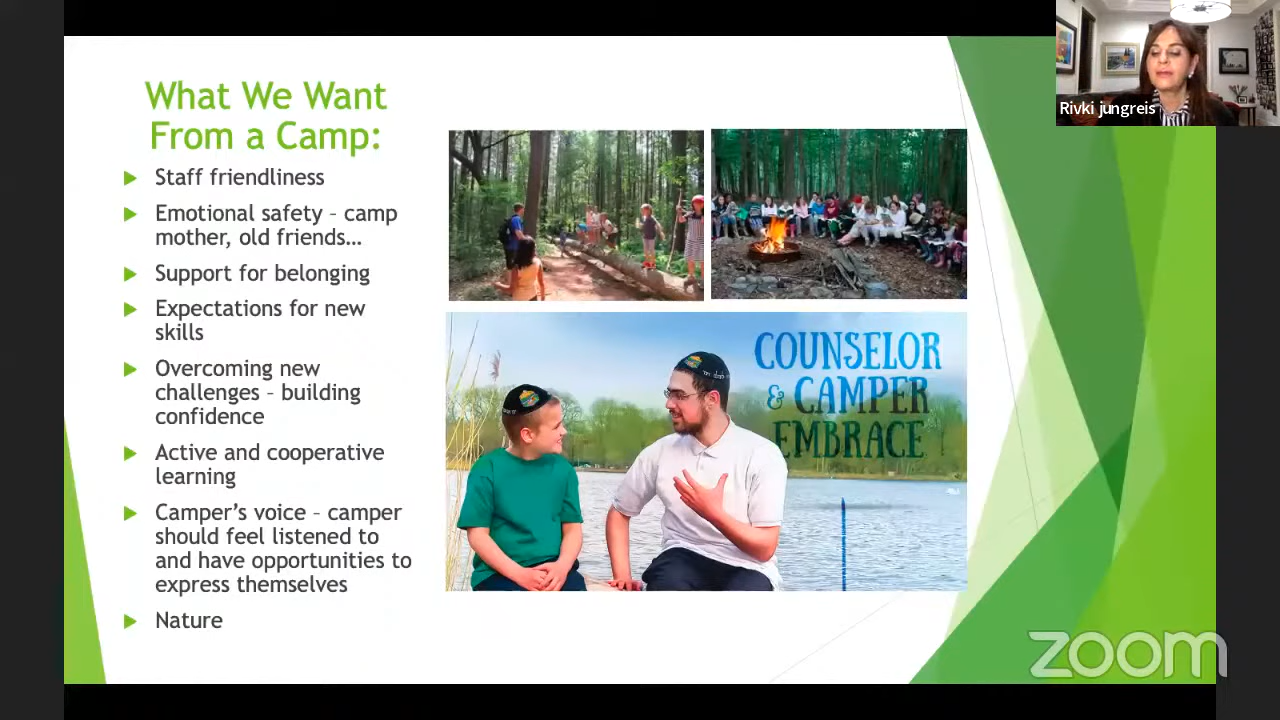 What We Want
From a Camp:
Staff friendliness
Emotional safety – camp
mother, old friends…
Support for belonging
Expectations for new
skills
Overcoming new
challenges – building
confidence
Active and cooperative
learning
Camper's voice – camper
should feel listened to
and have opportunities to
express themselves
Nature
COUNSELOR
& CAMPER
EMBRACE
Rivki jungreis
zoom